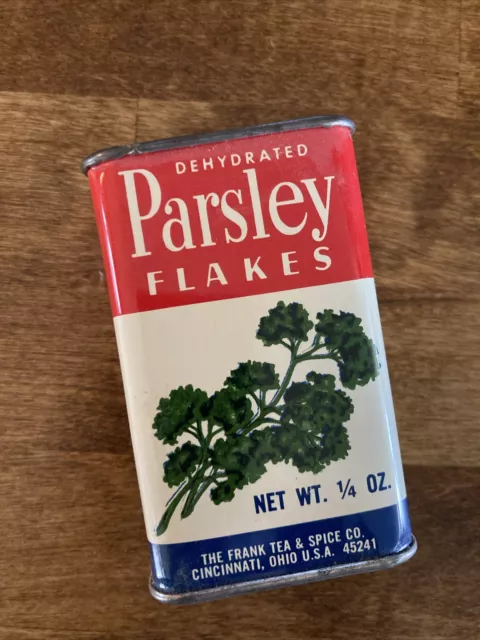 DEHYDRATED
Parsley
FLAKES
NET WT. 1/4 OZ.
THE FRANK TEA & SPICE CO.
CINCINNATI, OHIO U.S.A. 45241